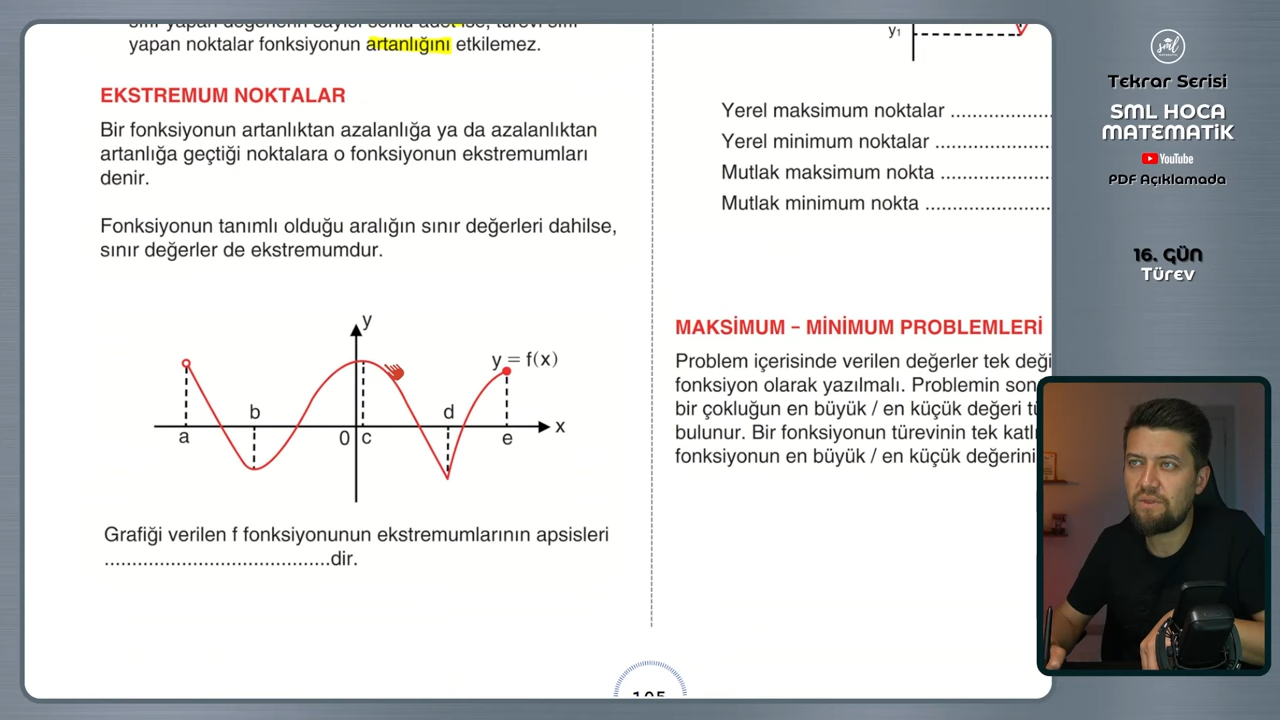 yapan noktalar fonksiyonun artanlığını etkilemez.
EKSTREMUM NOKTALAR
Bir fonksiyonun artanlıktan azalanlığa ya da azalanlıktan
artanlığa geçtiği noktalara o fonksiyonun ekstremumları
denir.
Fonksiyonun tanımlı olduğu aralığın sınır değerleri dahilse,
sınır değerler de ekstremumdur.
y
y = f(x)
a
b
0
c
d
e
x
Grafiği verilen f fonksiyonunun ekstremumlarının apsisleri
.........................................dir.
y₁
Yerel maksimum noktalar ...................
Yerel minimum noktalar .....................
Mutlak maksimum nokta ....................
Mutlak minimum nokta .......................
MAKSİMUM – MİNİMUM PROBLEMLERİ
Problem içerisinde verilen değerler tek deği
fonksiyon olarak yazılmalı. Problemin son
bir çokluğun en büyük / en küçük değeri
bulunur. Bir fonksiyonun türevinin tek katlı
fonksiyonun en büyük / en küçük değerini
sml
Tekrar Serisi
SML HOCA
MATEMATİK
YouTube
PDF Açıklamada
16. GÜN
Türev